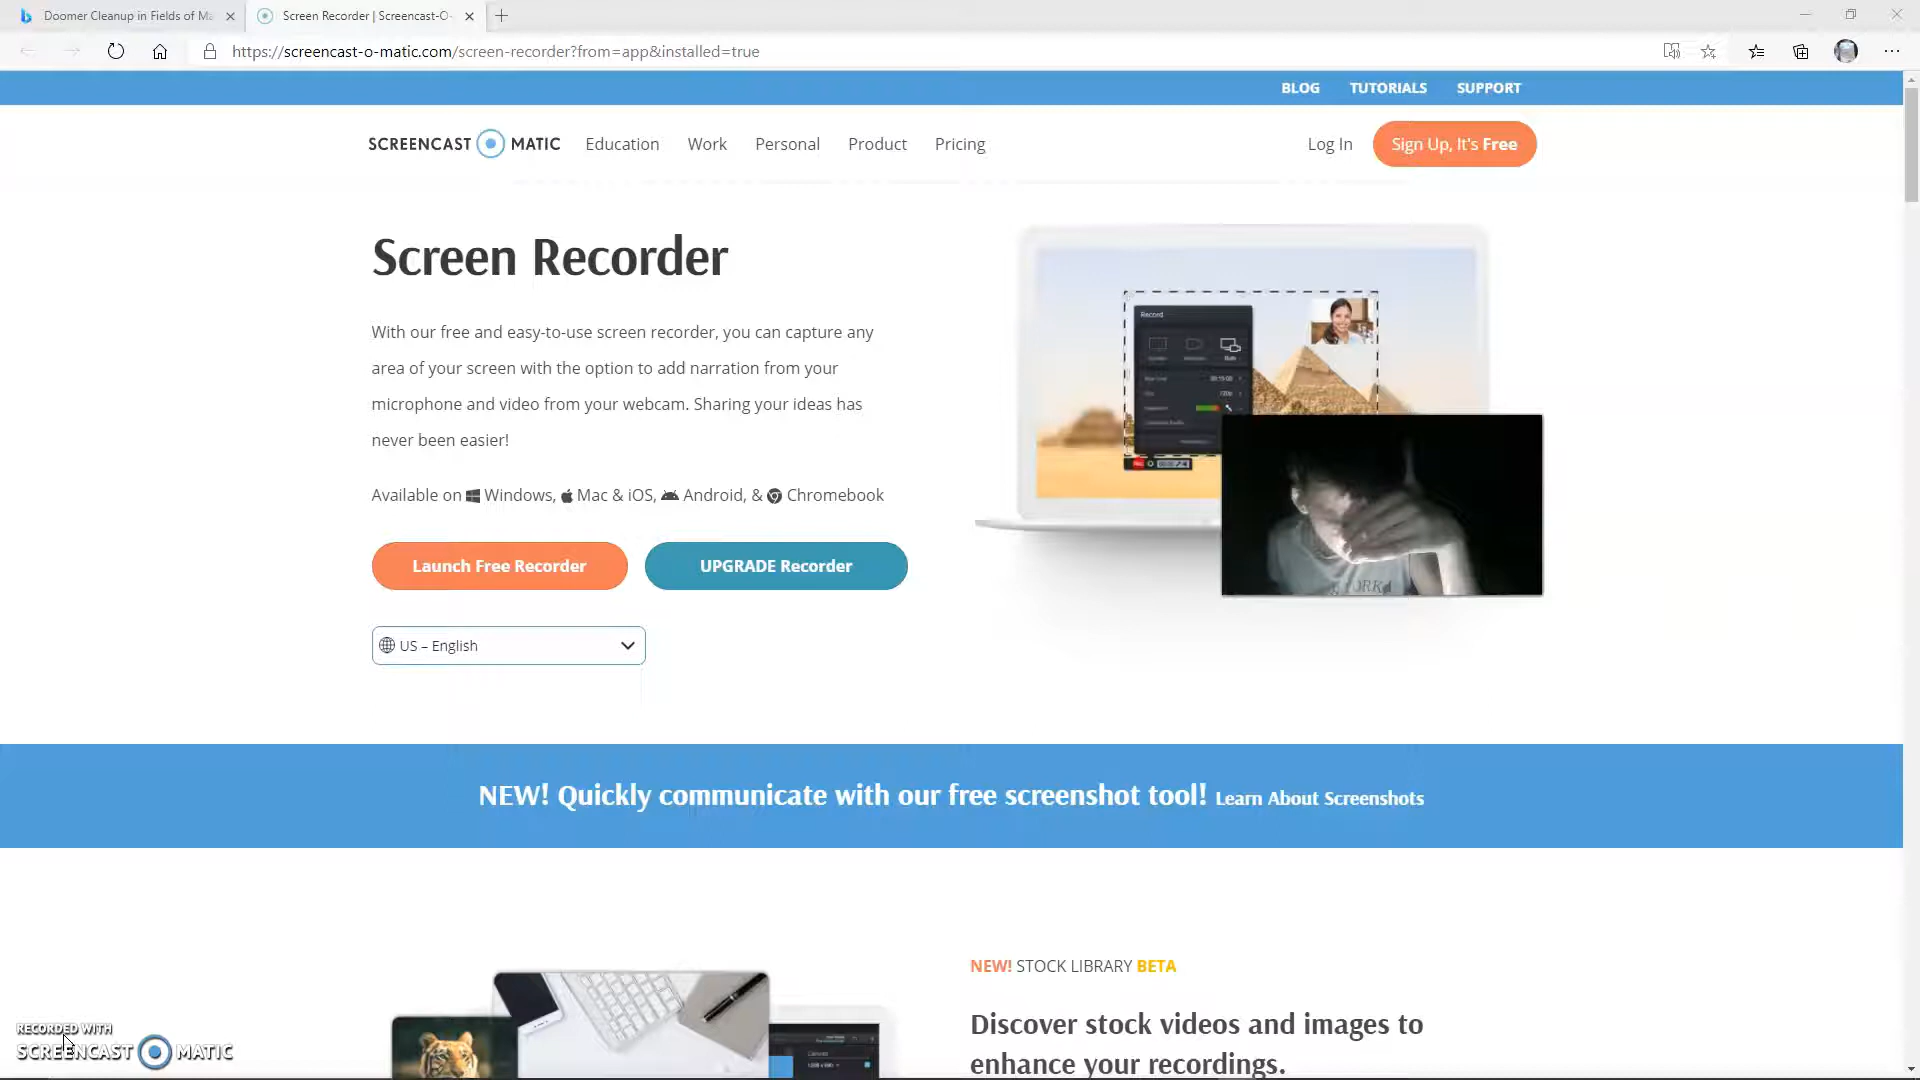 Doomer Cleanup in Fields of Ma
Screen Recorder | Screencast-O-
https://screencast-o-matic.com/screen-recorder?from=app&installed=true
BLOG TUTORIALS SUPPORT
SCREENCAST MATIC Education Work Personal Product Pricing Log In Sign Up, It's Free
Screen Recorder
With our free and easy-to-use screen recorder, you can capture any
area of your screen with the option to add narration from your
microphone and video from your webcam. Sharing your ideas has
never been easier!
Available on Windows, Mac & iOS, Android, & Chromebook
Record
Launch Free Recorder UPGRADE Recorder
US – English
NEW! Quickly communicate with our free screenshot tool! Learn About Screenshots
NEW! STOCK LIBRARY BETA
Discover stock videos and images to
enhance your recordings.
RECORDED WITH
SCREENCAST MATIC